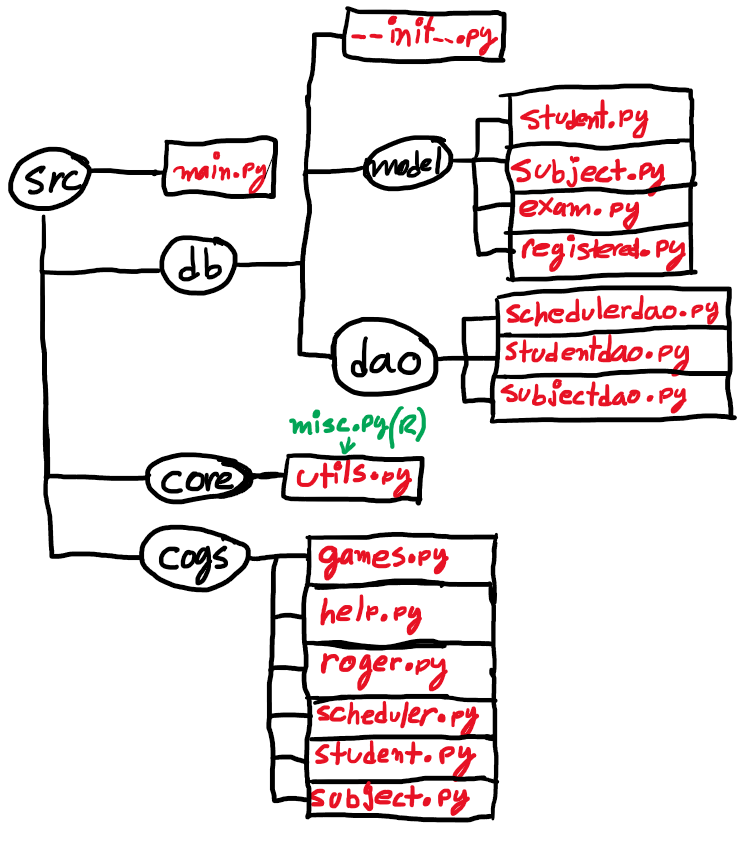 --init--.py
src
main.py
model
student.py
subject.py
exam.py
registered.py
db
dao
schedulerdao.py
studentdao.py
subjectdao.py
misc.py(R)
core
utils.py
cogs
games.py
help.py
roger.py
scheduler.py
student.py
subject.py